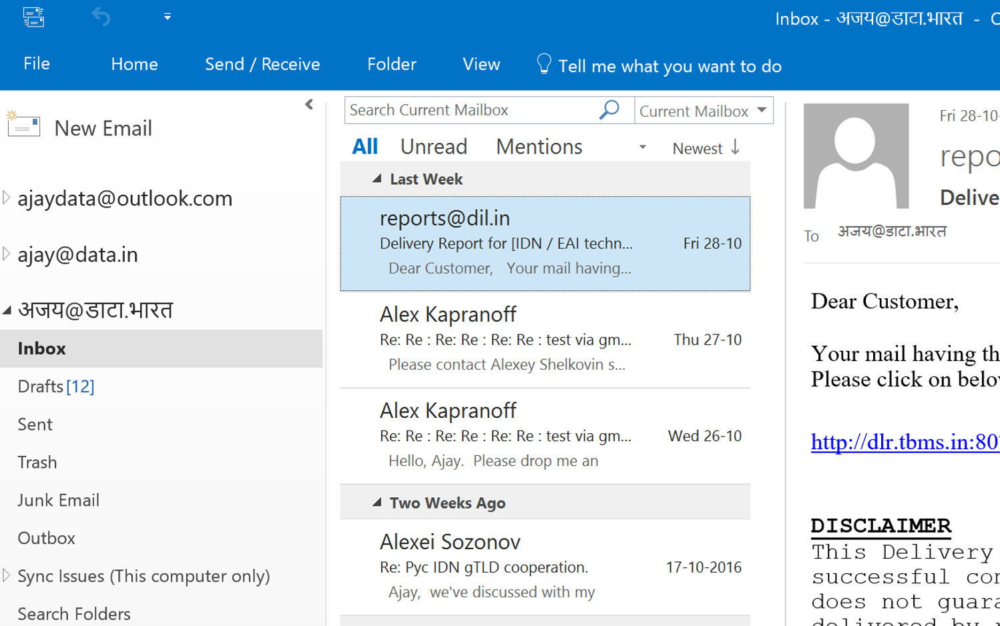 Inbox - अजय@डाटा.भारत -
File Home Send / Receive Folder View Tell me what you want to do
New Email
ajaydata@outlook.com
ajay@data.in
अजय@डाटा.भारत
Inbox
Drafts [12]
Sent
Trash
Junk Email
Outbox
Sync Issues (This computer only)
Search Folders
Search Current Mailbox Current Mailbox
All Unread Mentions Newest ↓
Last Week
reports@dil.in
Delivery Report for [IDN / EAI techn... Fri 28-10
Dear Customer, Your mail having...
Alex Kapranoff
Re: Re : Re: Re : Re: Re : test via gm... Thu 27-10
Please contact Alexey Shelkovin s...
Alex Kapranoff
Re: Re : Re: Re : Re: Re : test via gm... Wed 26-10
Hello, Ajay. Please drop me an
Two Weeks Ago
Alexei Sozonov
Re: Рус IDN gTLD cooperation. 17-10-2016
Ajay, we've discussed with my
Fri 28-10-
repo
Delive
To अजय@डाटा.भारत
Dear Customer,
Your mail having th
Please click on belov
http://dlr.tbms.in:80
DISCLAIMER
This Delivery
successful con
does not guara
delivered by